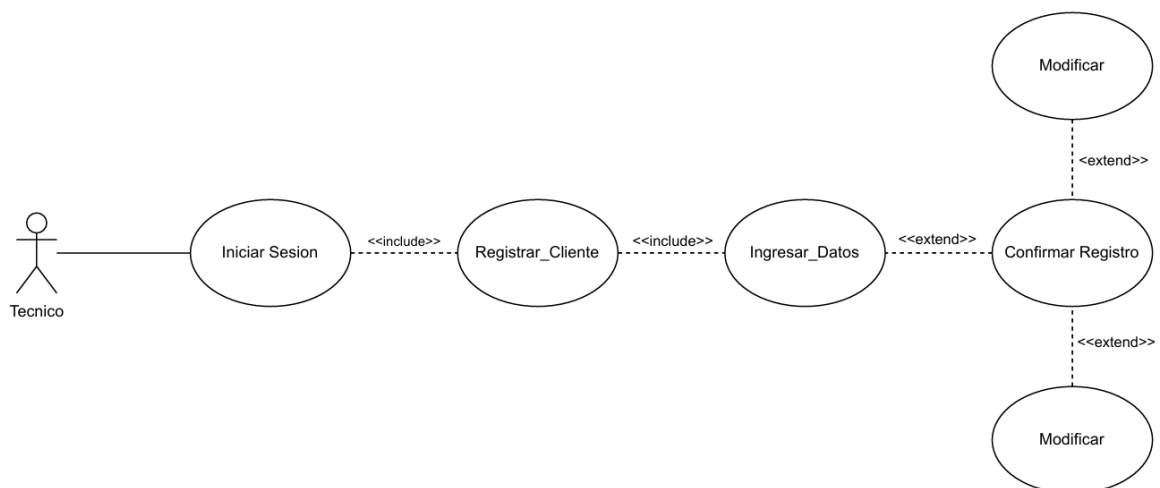 Modificar
<extend>>
Iniciar Sesion
<<include>>
Registrar_Cliente
<<include>>
Ingresar_Datos
<<extend>>
Confirmar Registro
Tecnico
<<extend>>
Modificar